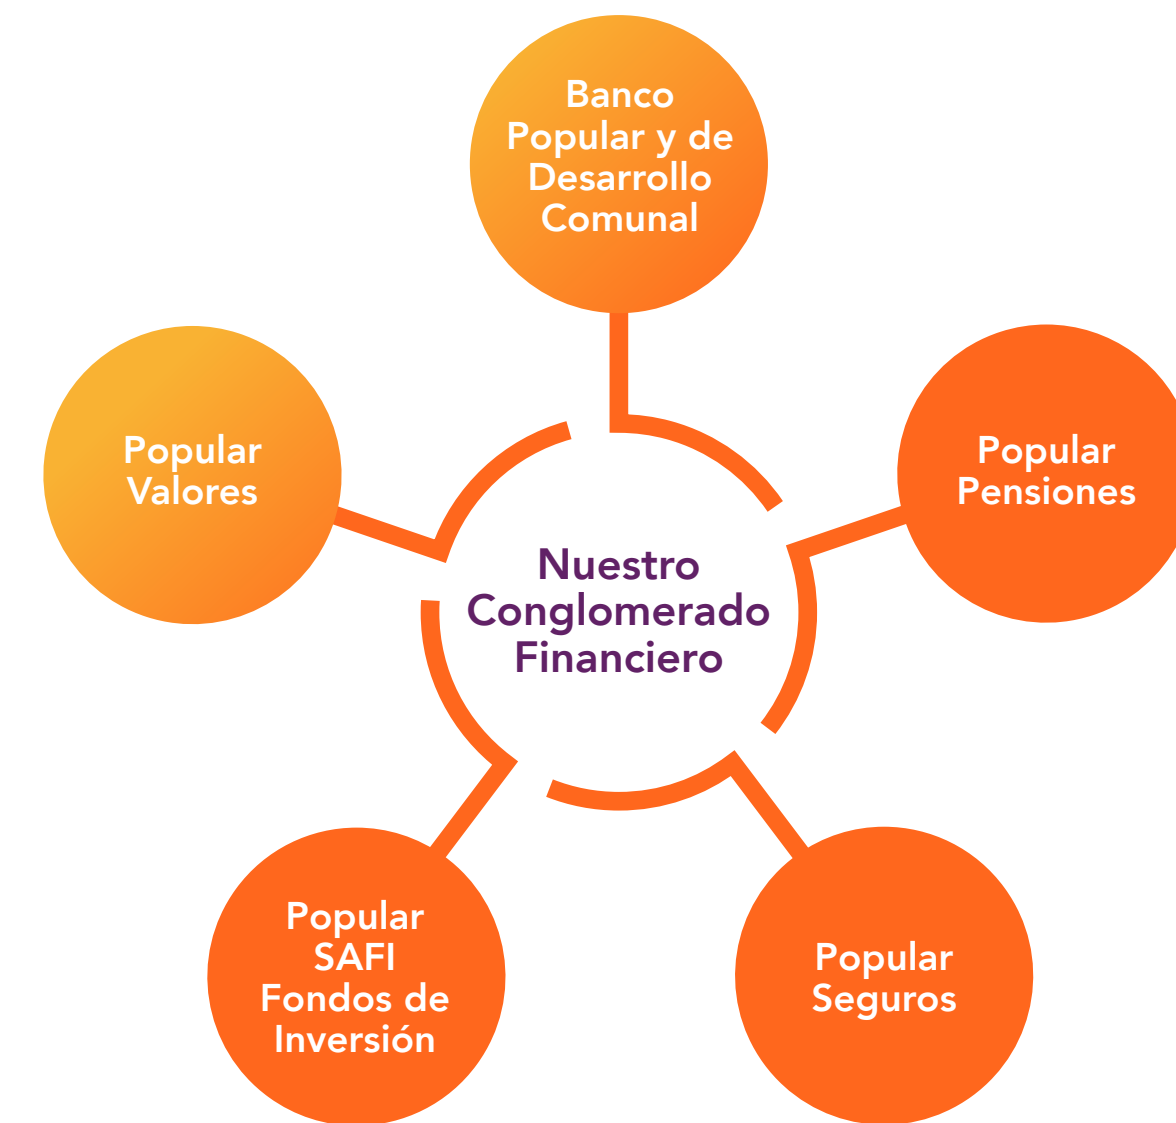 Banco
Popular y de
Desarrollo
Comunal
Popular
Valores
Popular
Pensiones
Nuestro
Conglomerado
Financiero
Popular
SAFI
Fondos de
Inversión
Popular
Seguros